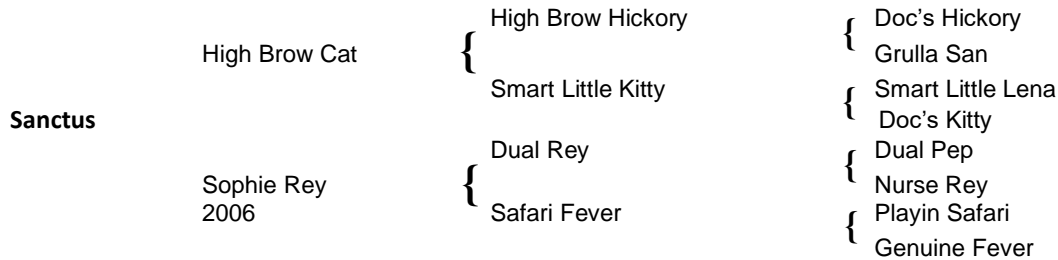 High Brow Hickory { Doc’s Hickory
High Brow Cat { Grulla San
Smart Little Kitty { Smart Little Lena
Sanctus Doc’s Kitty
Dual Rey { Dual Pep
Sophie Rey { Nurse Rey
2006 Safari Fever { Playin Safari
Genuine Fever